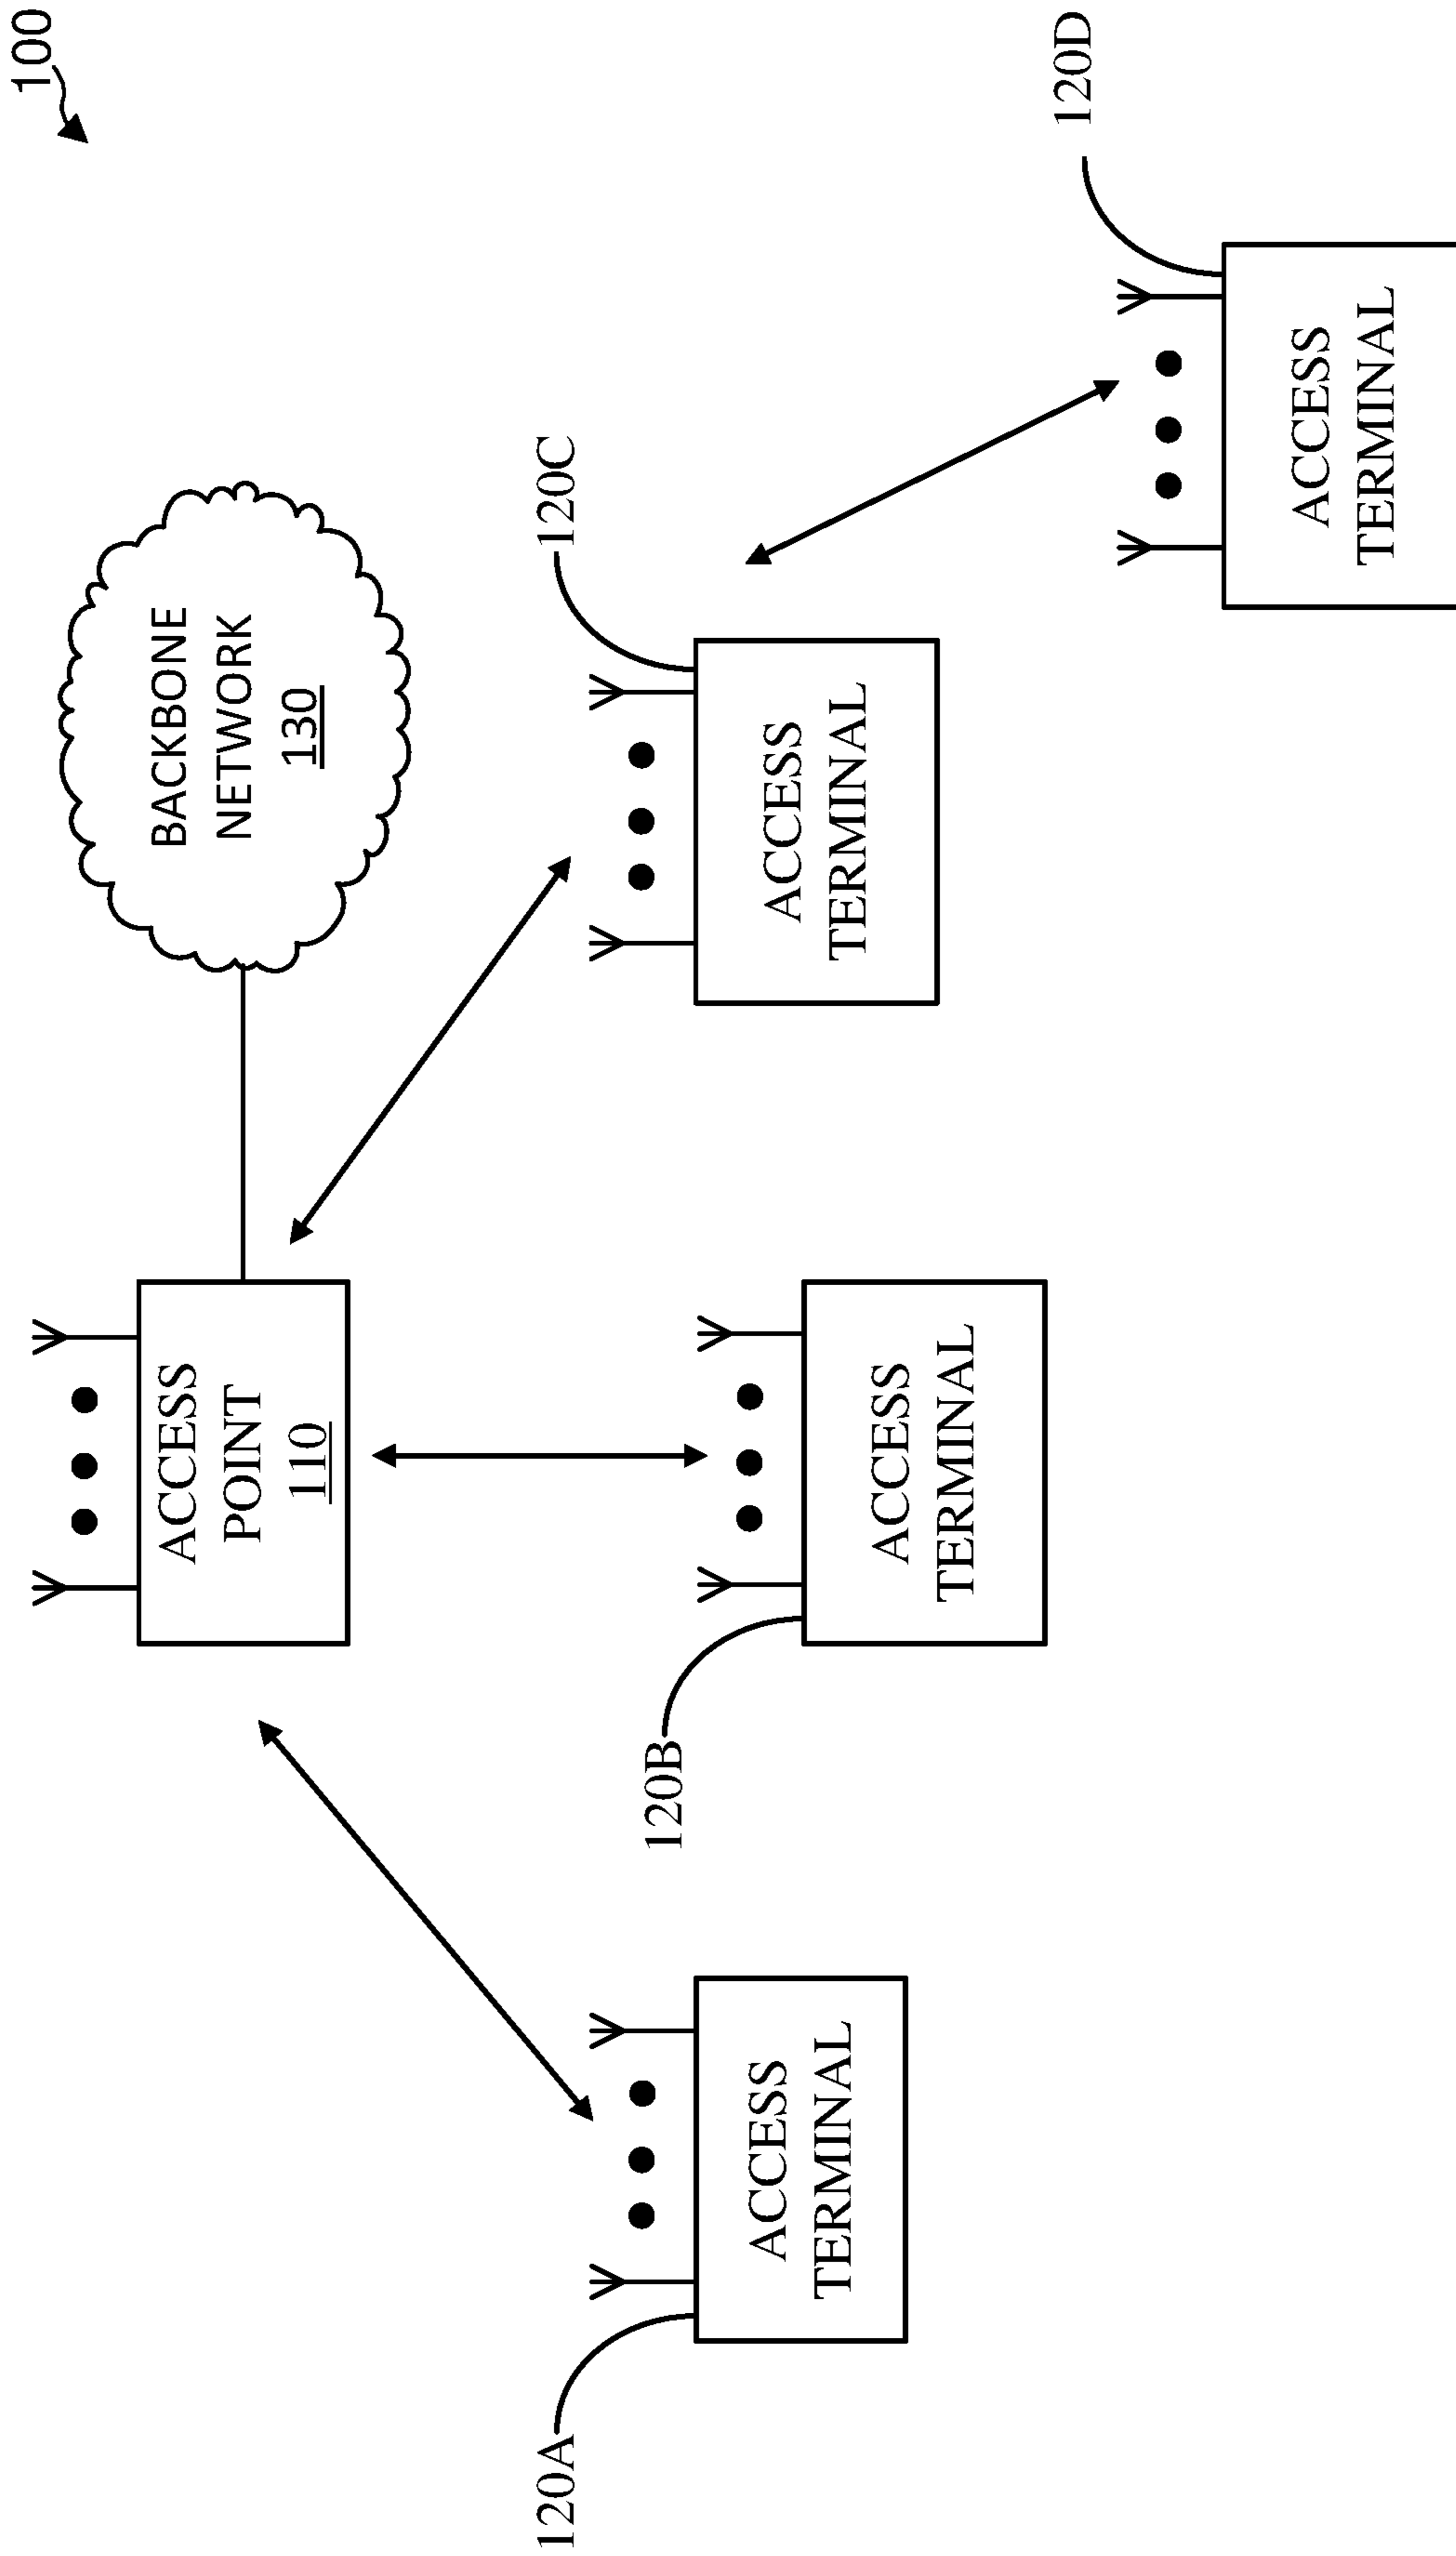 100
ACCESS
POINT
110
BACKBONE
NETWORK
130
120A
ACCESS
TERMINAL
120B
ACCESS
TERMINAL
120C
ACCESS
TERMINAL
120D
ACCESS
TERMINAL